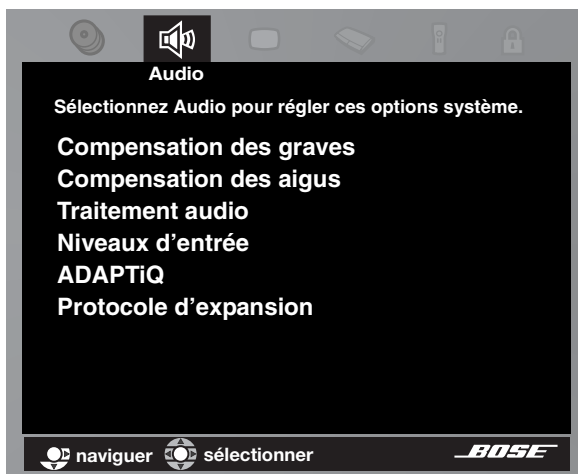 Audio
Sélectionnez Audio pour régler ces options système.
Compensation des graves
Compensation des aigus
Traitement audio
Niveaux d’entrée
ADAPTiQ
Protocole d’expansion
naviguer sélectionner BOSE